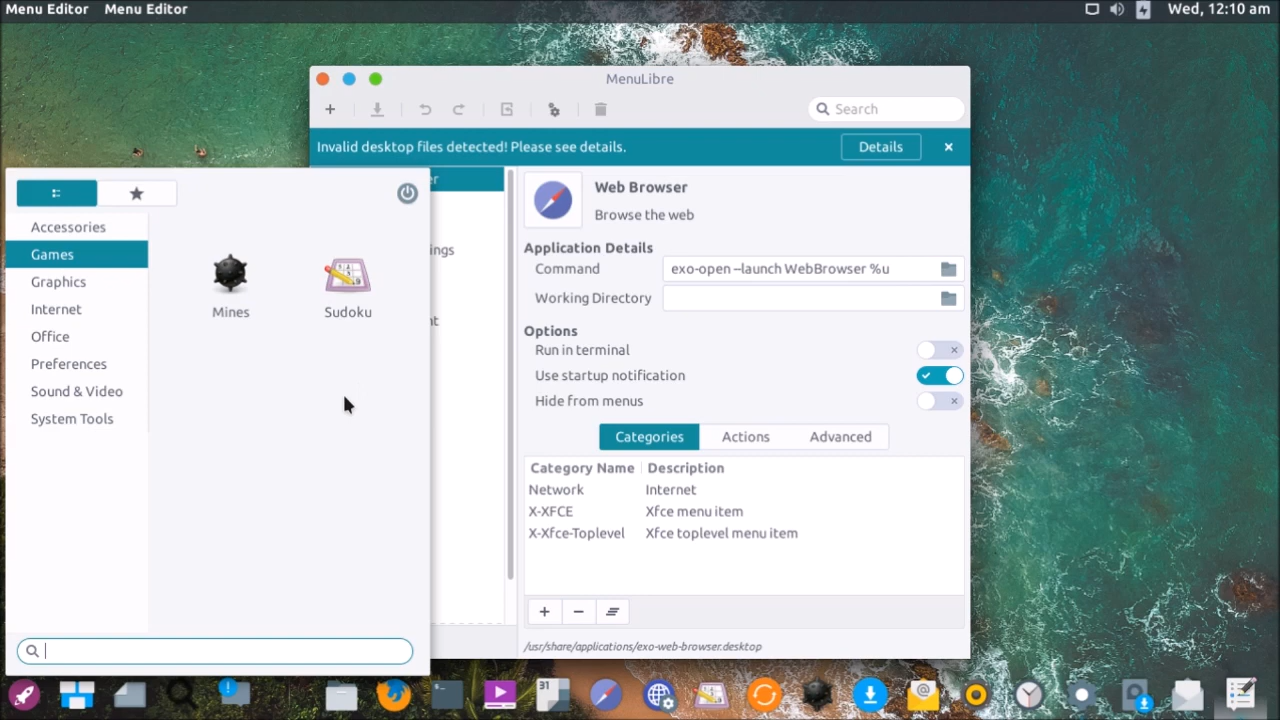 Menu Editor Menu Editor
Wed, 12:10 am
MenuLibre
Search
Invalid desktop files detected! Please see details.
Details
Accessories
Games
Graphics
Internet
Office
Preferences
Sound & Video
System Tools
Mines
Sudoku
Web Browser
Browse the web
Application Details
Command exo-open --launch WebBrowser %u
Working Directory
Options
Run in terminal
Use startup notification
Hide from menus
Categories Actions Advanced
Category Name Description
Network Internet
X-XFCE Xfce menu item
X-Xfce-Toplevel Xfce toplevel menu item
/usr/share/applications/exo-web-browser.desktop
31